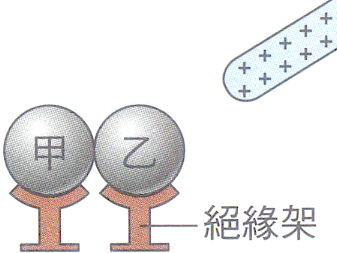 + + + + +
+ + + + +
甲 乙
絕緣架